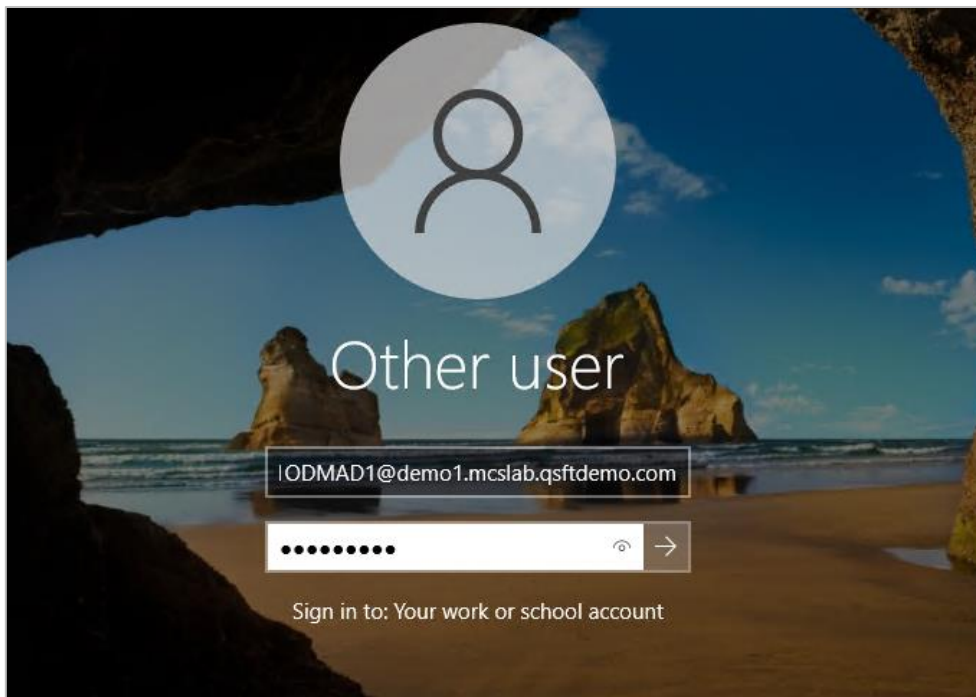 Other user
IODMAD1@demo1.mcslab.qsftdemo.com
•••••••••
Sign in to: Your work or school account